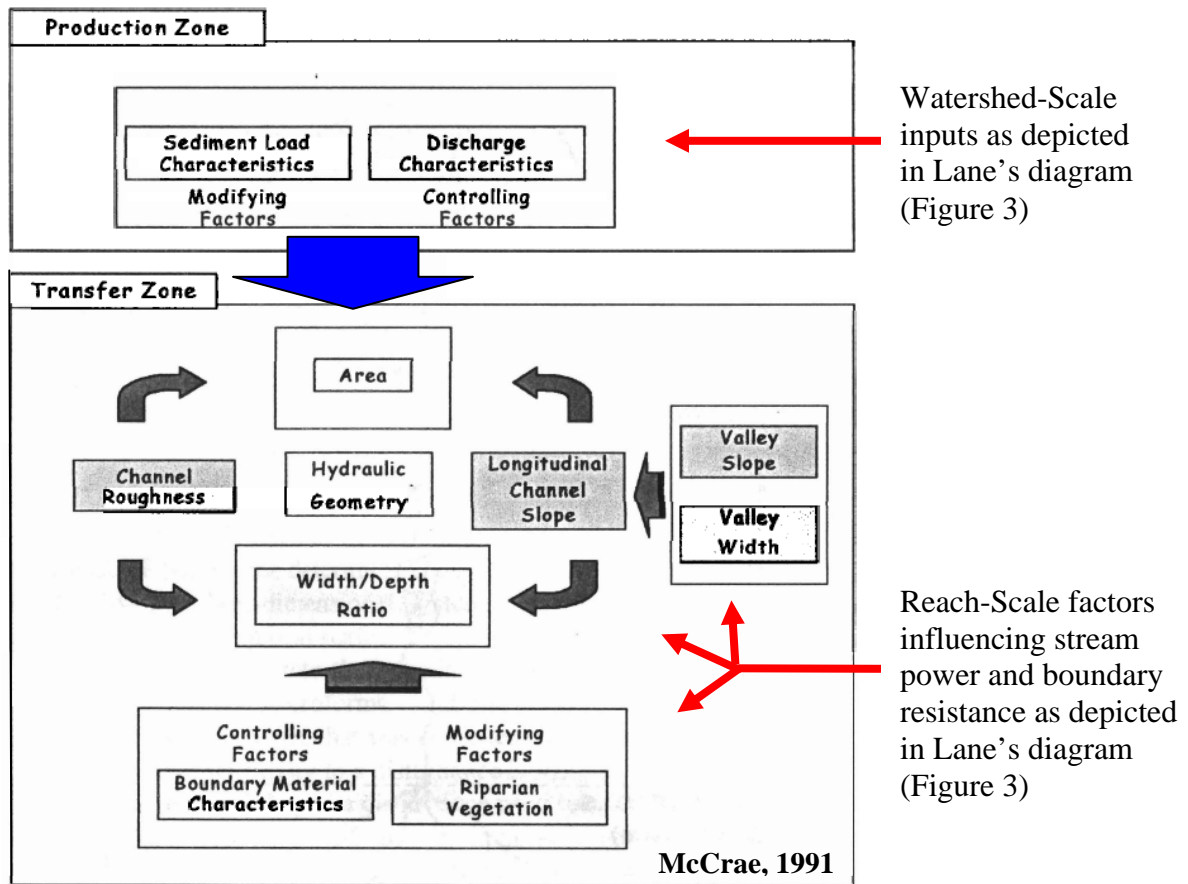 Production Zone
Sediment Load
Characteristics
Discharge
Characteristics
Modifying
Factors
Controlling
Factors
Watershed-Scale
inputs as depicted
in Lane's diagram
(Figure 3)
Transfer Zone
Area
Channel
Roughness
Hydraulic
Geometry
Longitudinal
Channel
Slope
Valley
Slope
Valley
Width
Width/Depth
Ratio
Controlling
Factors
Modifying
Factors
Boundary Material
Characteristics
Riparian
Vegetation
Reach-Scale factors
influencing stream
power and boundary
resistance as depicted
in Lane's diagram
(Figure 3)
McCrae, 1991